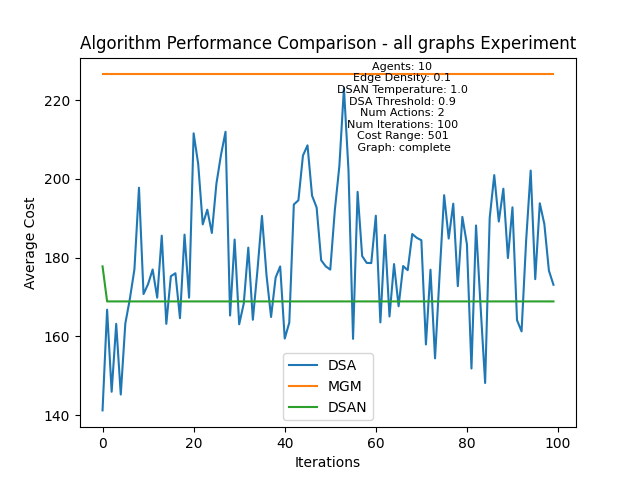 Algorithm Performance Comparison - all graphs Experiment
Agents: 10
Edge Density: 0.1
DSAN Temperature: 1.0
DSA Threshold: 0.9
Num Actions: 2
Num Iterations: 100
Cost Range: 501
Graph: complete
Average Cost
220
200
180
160
140
DSA
MGM
DSAN
0
20
40
60
80
100
Iterations